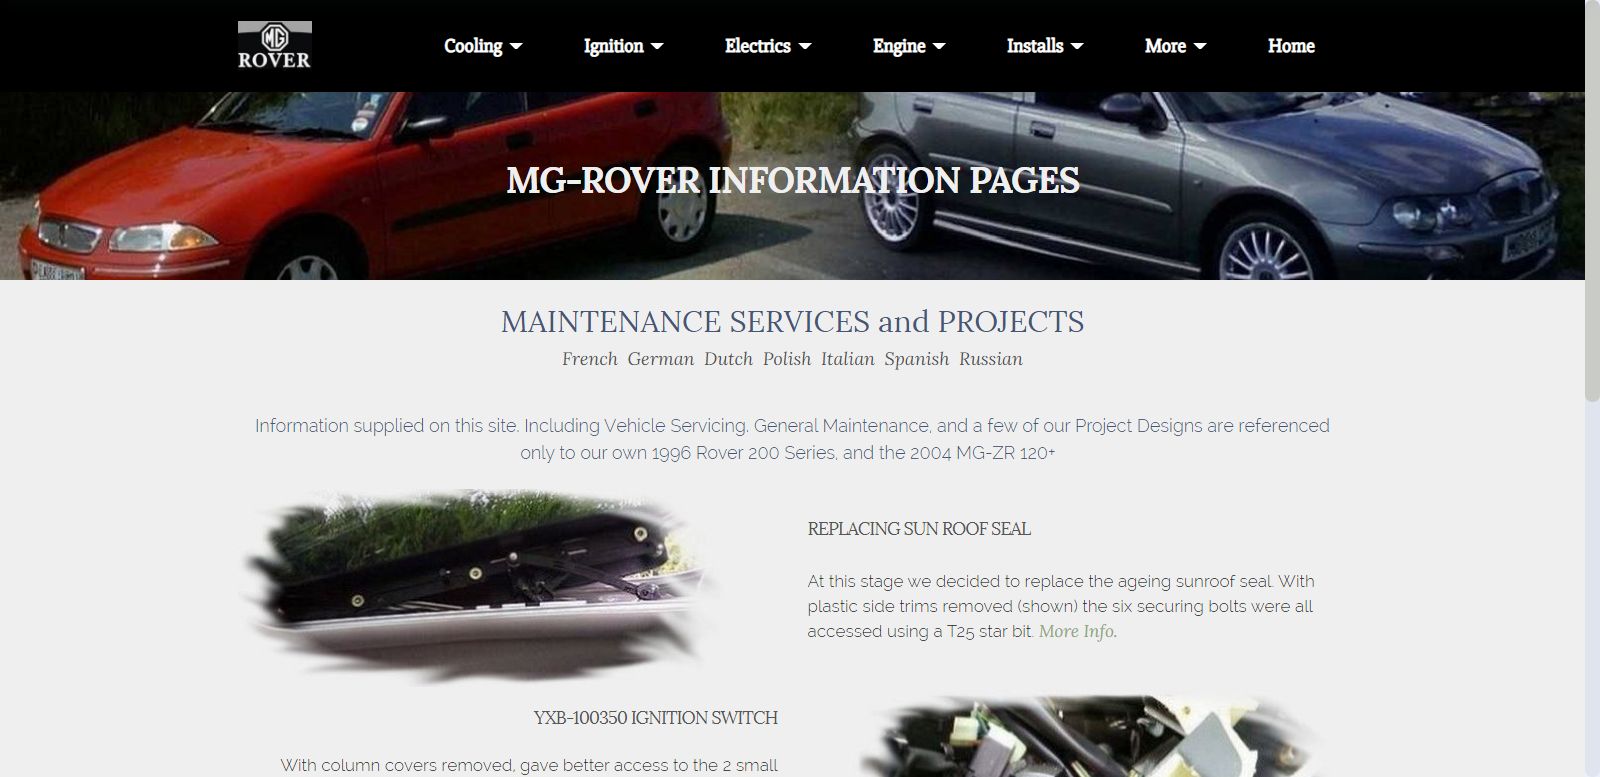 MG
ROVER
Cooling
Ignition
Electrics
Engine
Installs
More
Home
MG-ROVER INFORMATION PAGES
MAINTENANCE SERVICES and PROJECTS
French German Dutch Polish Italian Spanish Russian
Information supplied on this site. Including Vehicle Servicing. General Maintenance, and a few of our Project Designs are referenced
only to our own 1996 Rover 200 Series, and the 2004 MG-ZR 120+
REPLACING SUN ROOF SEAL
At this stage we decided to replace the ageing sunroof seal. With
plastic side trims removed (shown) the six securing bolts were all
accessed using a T25 star bit. More Info.
YXB-100350 IGNITION SWITCH
With column covers removed, gave better access to the 2 small